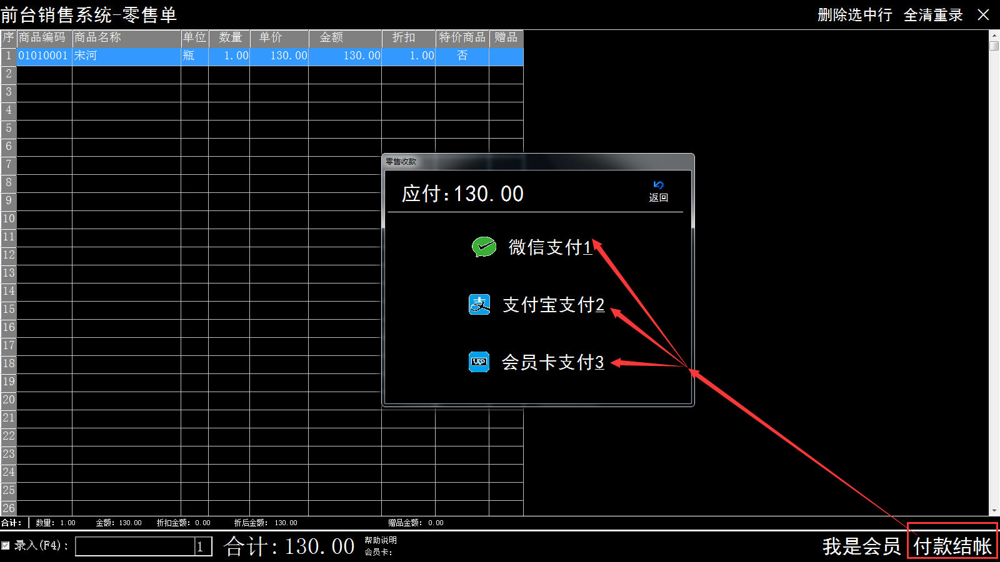 前台销售系统-零售单 删除选中行 全清重录
序 商品编码 商品名称 单位 数量 单价 金额 折扣 特价商品 赠品
1 01010001 宋河 瓶 1.00 130.00 130.00 1.00 否
2
3
4
5
6
7
8
9
10
11
12
13
14
15
16
17
18
19
20
21
22
23
24
25
26
零售收款
应付:130.00
返回
微信支付1
支付宝支付2
VIP 会员卡支付3
合计: 数量: 1.00 金额: 130.00 折扣金额: 0.00 折后金额: 130.00 赠品金额: 0.00
录入(F4): 1 合计:130.00 帮助说明
会员卡:
我是会员 付款结帐